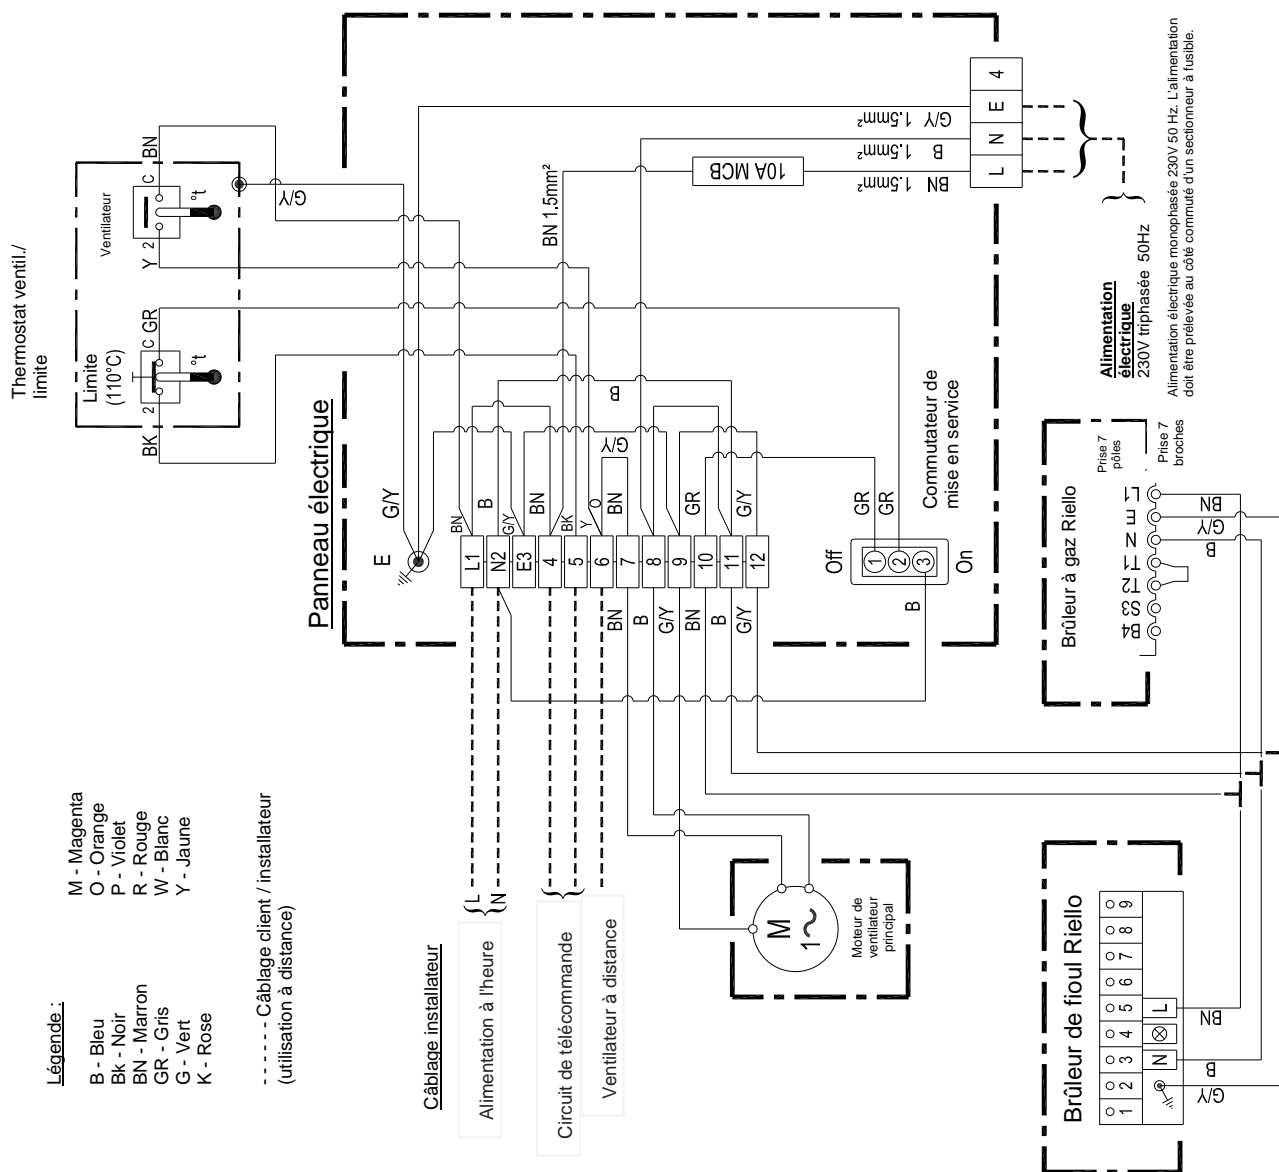 Thermostat ventil./
limite
Limite
(110°C)
Ventilateur
BK
2
C
GR
°t
Y
2
C
BN
°t
G/Y
Panneau électrique
E
G/Y
BN 1.5mm²
10A MCB
BN 1.5mm²
B 1.5mm²
G/Y 1.5mm²
L
N
E
4
Alimentation
électrique
230V triphasée 50Hz
Alimentation électrique monophasée 230V 50 Hz. L'alimentation
doit être prélevée au côté commuté d'un sectionneur à fusible.
BN
B
G/Y
BN
BK
Y
O
BN
G/Y
B
GR
G/Y
L1
N2
E3
4
5
6
7
8
9
10
11
12
BN
B
G/Y
BN
B
G/Y
Commutateur de
mise en service
GR
GR
Off
1
2
3
On
B
Légende :
B - Bleu
Bk - Noir
BN - Marron
GR - Gris
G - Vert
K - Rose
M - Magenta
O - Orange
P - Violet
R - Rouge
W - Blanc
Y - Jaune
------ - Câblage client / installateur
(utilisation à distance)
Câblage installateur
Alimentation à l'heure
L
N
Circuit de télécommande
Ventilateur à distance
M
1~
Moteur de
ventilateur
principal
Brûleur à gaz Riello
Prise 7
pôles
Prise 7
broches
B4
S3
T2
T1
N
E
L1
B
G/Y
BN
Brûleur de fioul Riello
1
2
3
4
5
6
7
8
9
N
L
G/Y
B
BN